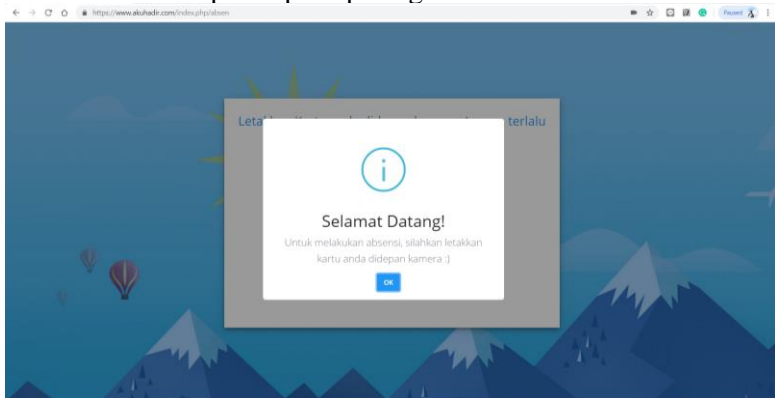 https://www.akuhadir.com/index.php/absen
Paused
terlalu
Selamat Datang!
Untuk melakukan absensi, silahkan letakkan
kartu anda didepan kamera :)
OK